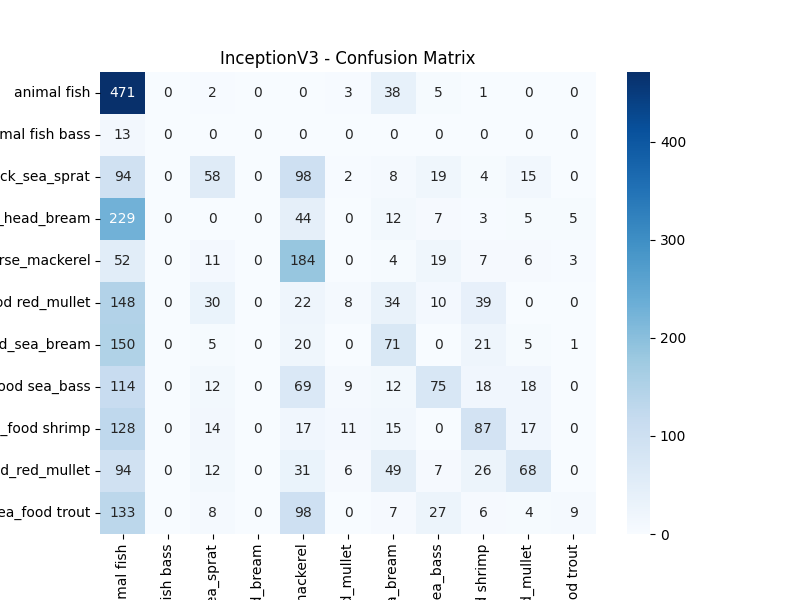 InceptionV3 - Confusion Matrix
animal fish 471 0 2 0 0 3 38 5 1 0 0
mal fish bass 13 0 0 0 0 0 0 0 0 0 0
ck_sea_sprat 94 0 58 0 98 2 8 19 4 15 0
_head_bream 229 0 0 0 44 0 12 7 3 5 5
rse_mackerel 52 0 11 0 184 0 4 19 7 6 3
od red_mullet 148 0 30 0 22 8 34 10 39 0 0
d_sea_bream 150 0 5 0 20 0 71 0 21 5 1
ood sea_bass 114 0 12 0 69 9 12 75 18 18 0
_food shrimp 128 0 14 0 17 11 15 0 87 17 0
d_red_mullet 94 0 12 0 31 6 49 7 26 68 0
ea_food trout 133 0 8 0 98 0 7 27 6 4 9
mal fish
ish bass
ea_sprat
d_bream
mackerel
d_mullet
a_bream
ea_bass
d shrimp
d_mullet
od trout
400
300
200
100
0